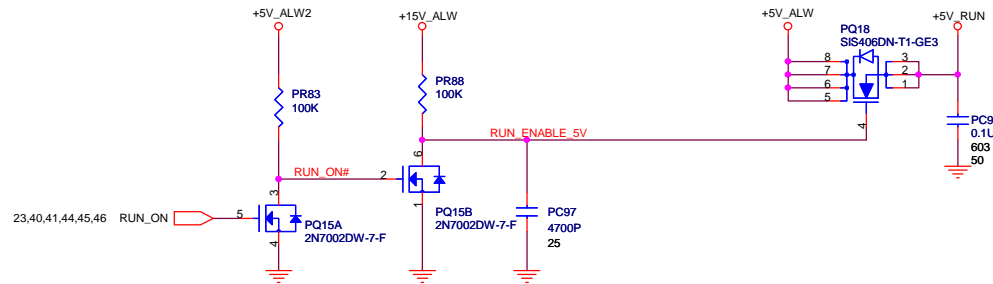 +5V_ALW2
+15V_ALW
+5V_ALW
+5V_RUN
PQ18
SIS406DN-T1-GE3
8
7
6
5
3
2
1
4
PR83
100K
PR88
100K
PC9
0.1U
603
50
RUN_ENABLE_5V
RUN_ON#
6
2
1
3
5
4
23,40,41,44,45,46 RUN_ON
PQ15A
2N7002DW-7-F
PQ15B
2N7002DW-7-F
PC97
4700P
25